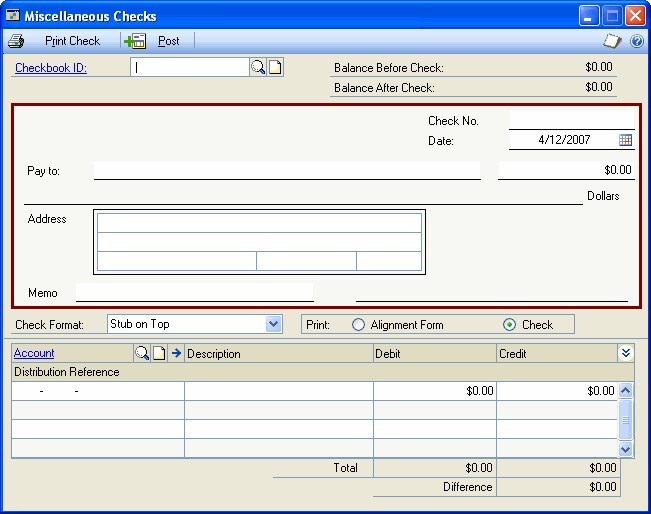 Miscellaneous Checks
Print Check Post
Checkbook ID: Balance Before Check: $0.00
Balance After Check: $0.00
Check No.
Date: 4/12/2007
Pay to: $0.00
Dollars
Address
Memo
Check Format: Stub on Top Print: Alignment Form Check
Account Description Debit Credit
Distribution Reference
- - $0.00 $0.00
Total $0.00 $0.00
Difference $0.00